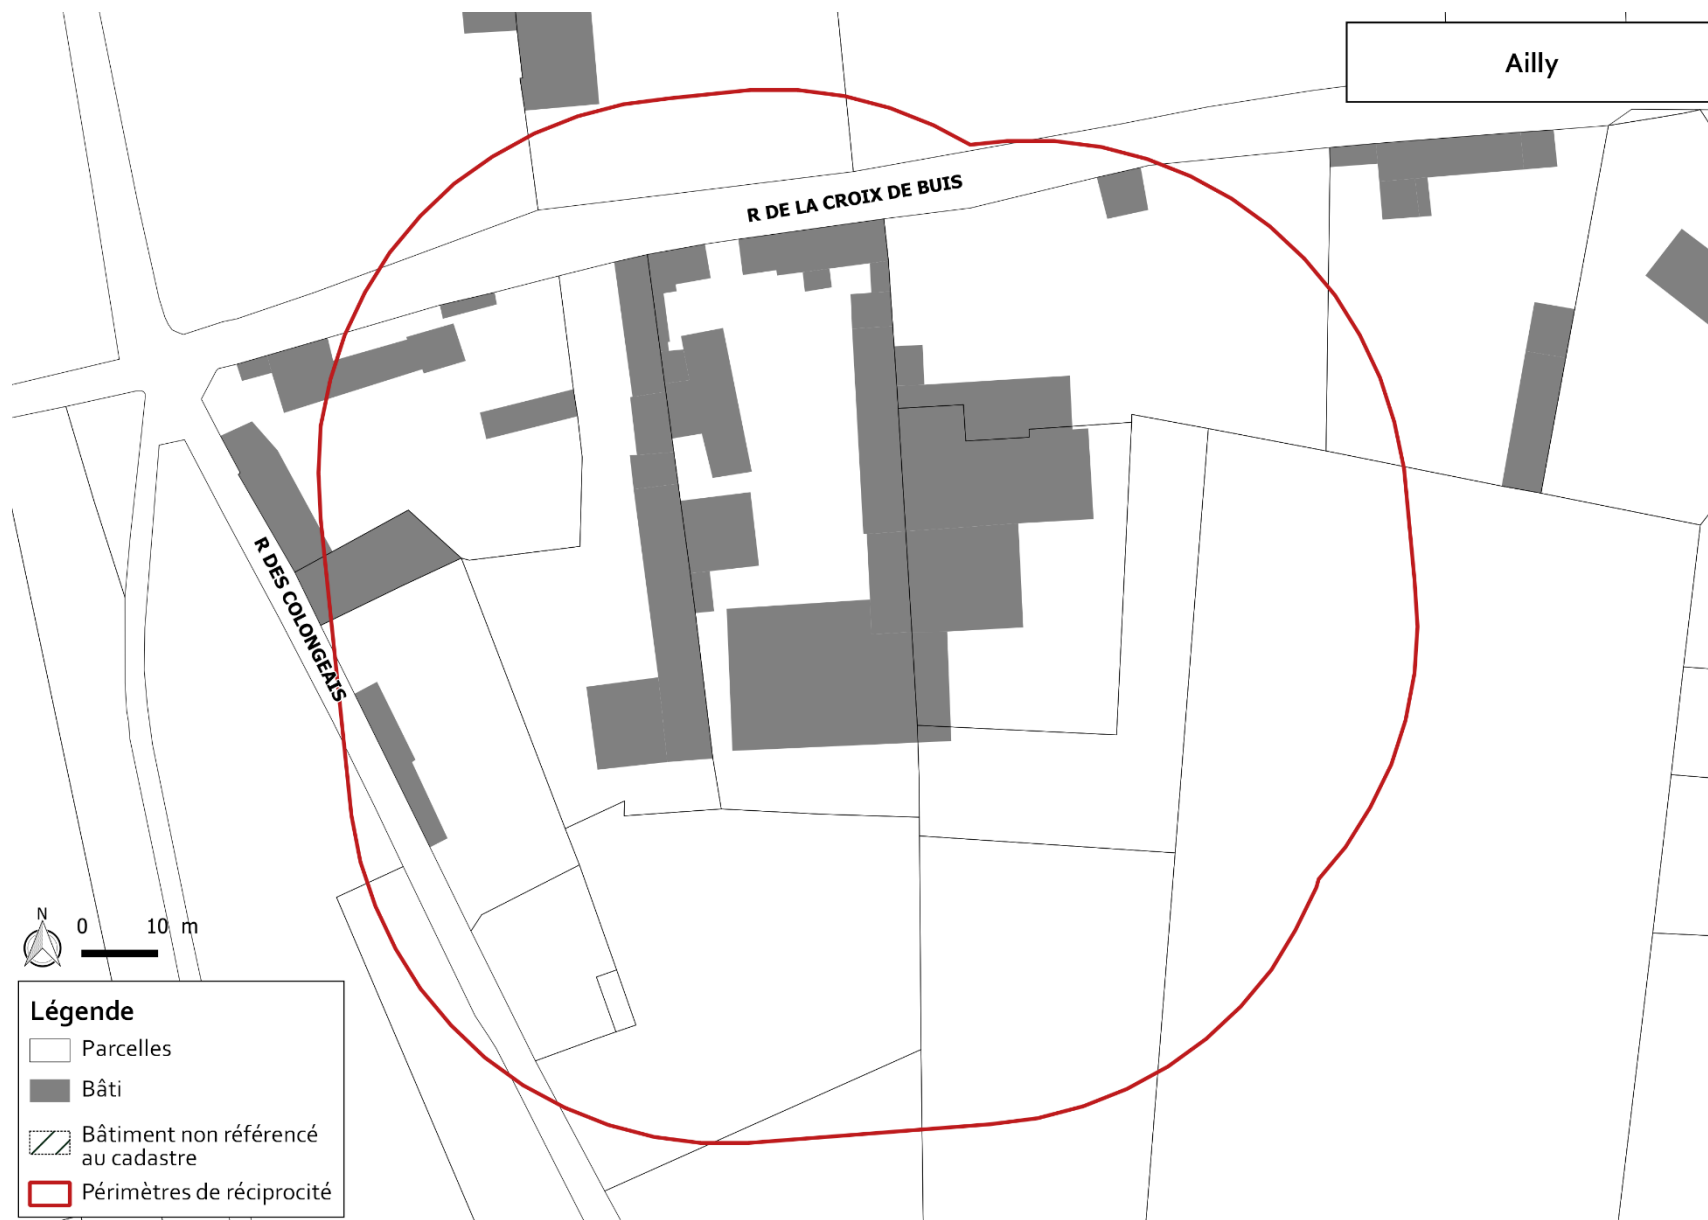 Ailly
R DE LA CROIX DE BUIS
R DES COLONGEAIS
N
0 10 m
Légende
Parcelles
Bâti
Bâtiment non référencé
au cadastre
Périmètres de réciprocité